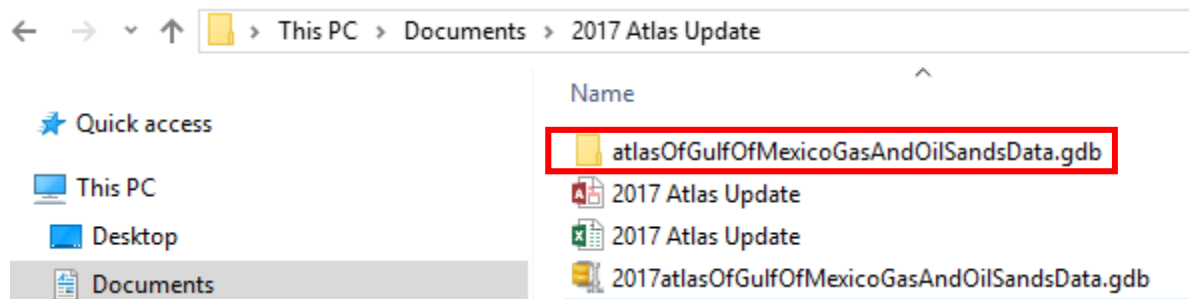 This PC > Documents > 2017 Atlas Update
Name
Quick access
atlasOfGulfOfMexicoGasAndOilSandsData.gdb
This PC
2017 Atlas Update
Desktop
2017 Atlas Update
Documents
2017atlasOfGulfOfMexicoGasAndOilSandsData.gdb